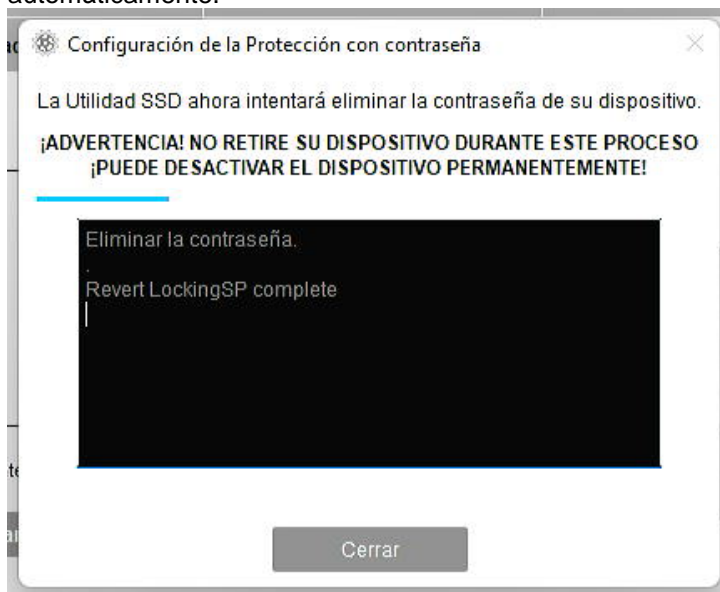 automáticamente.
Configuración de la Protección con contraseña
La Utilidad SSD ahora intentará eliminar la contraseña de su dispositivo.
¡ADVERTENCIA! NO RETIRE SU DISPOSITIVO DURANTE ESTE PROCESO
¡PUEDE DESACTIVAR EL DISPOSITIVO PERMANENTEMENTE!
Eliminar la contraseña.
.
Revert LockingSP complete
Cerrar